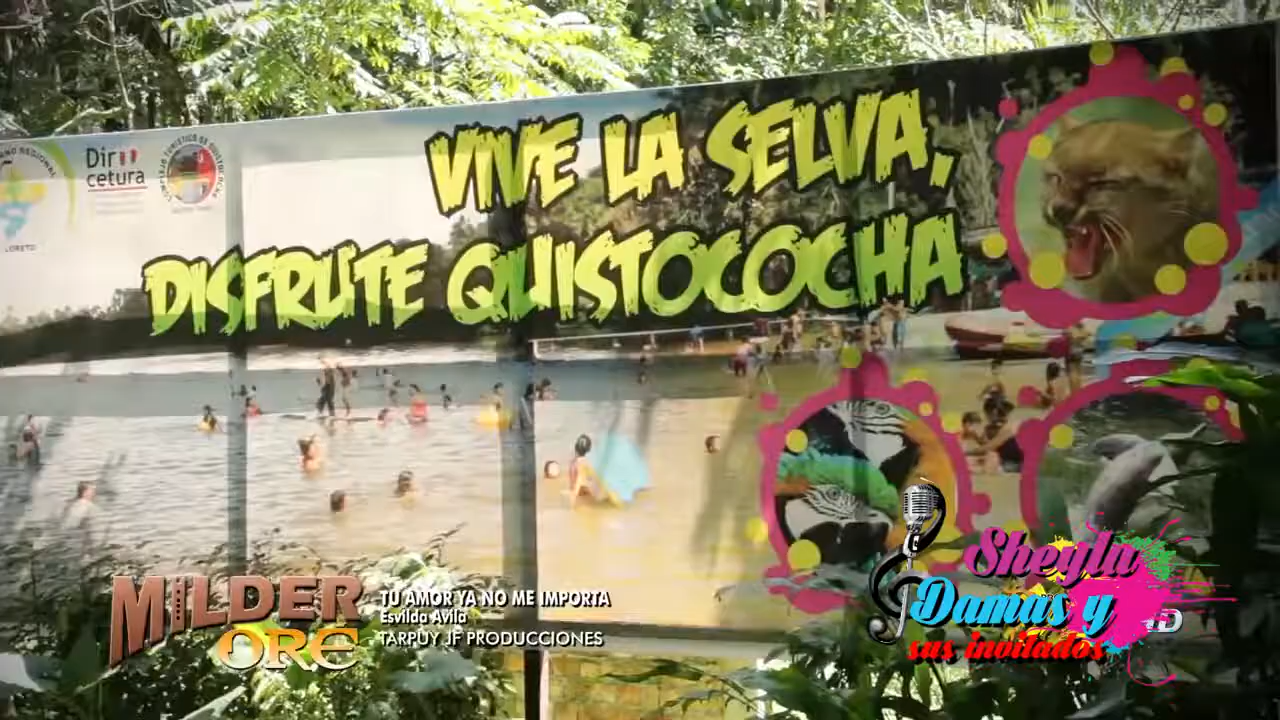 VIVE LA SELVA,
DISFRUTE QUISTOCOCHA
Dir
cetura
LORETO
MILDER
ORE
TU AMOR YA NO ME IMPORTA
Esvilda Avila
TARPUY JF PRODUCCIONES
Sheyla
Damas y
sus invitados
HD